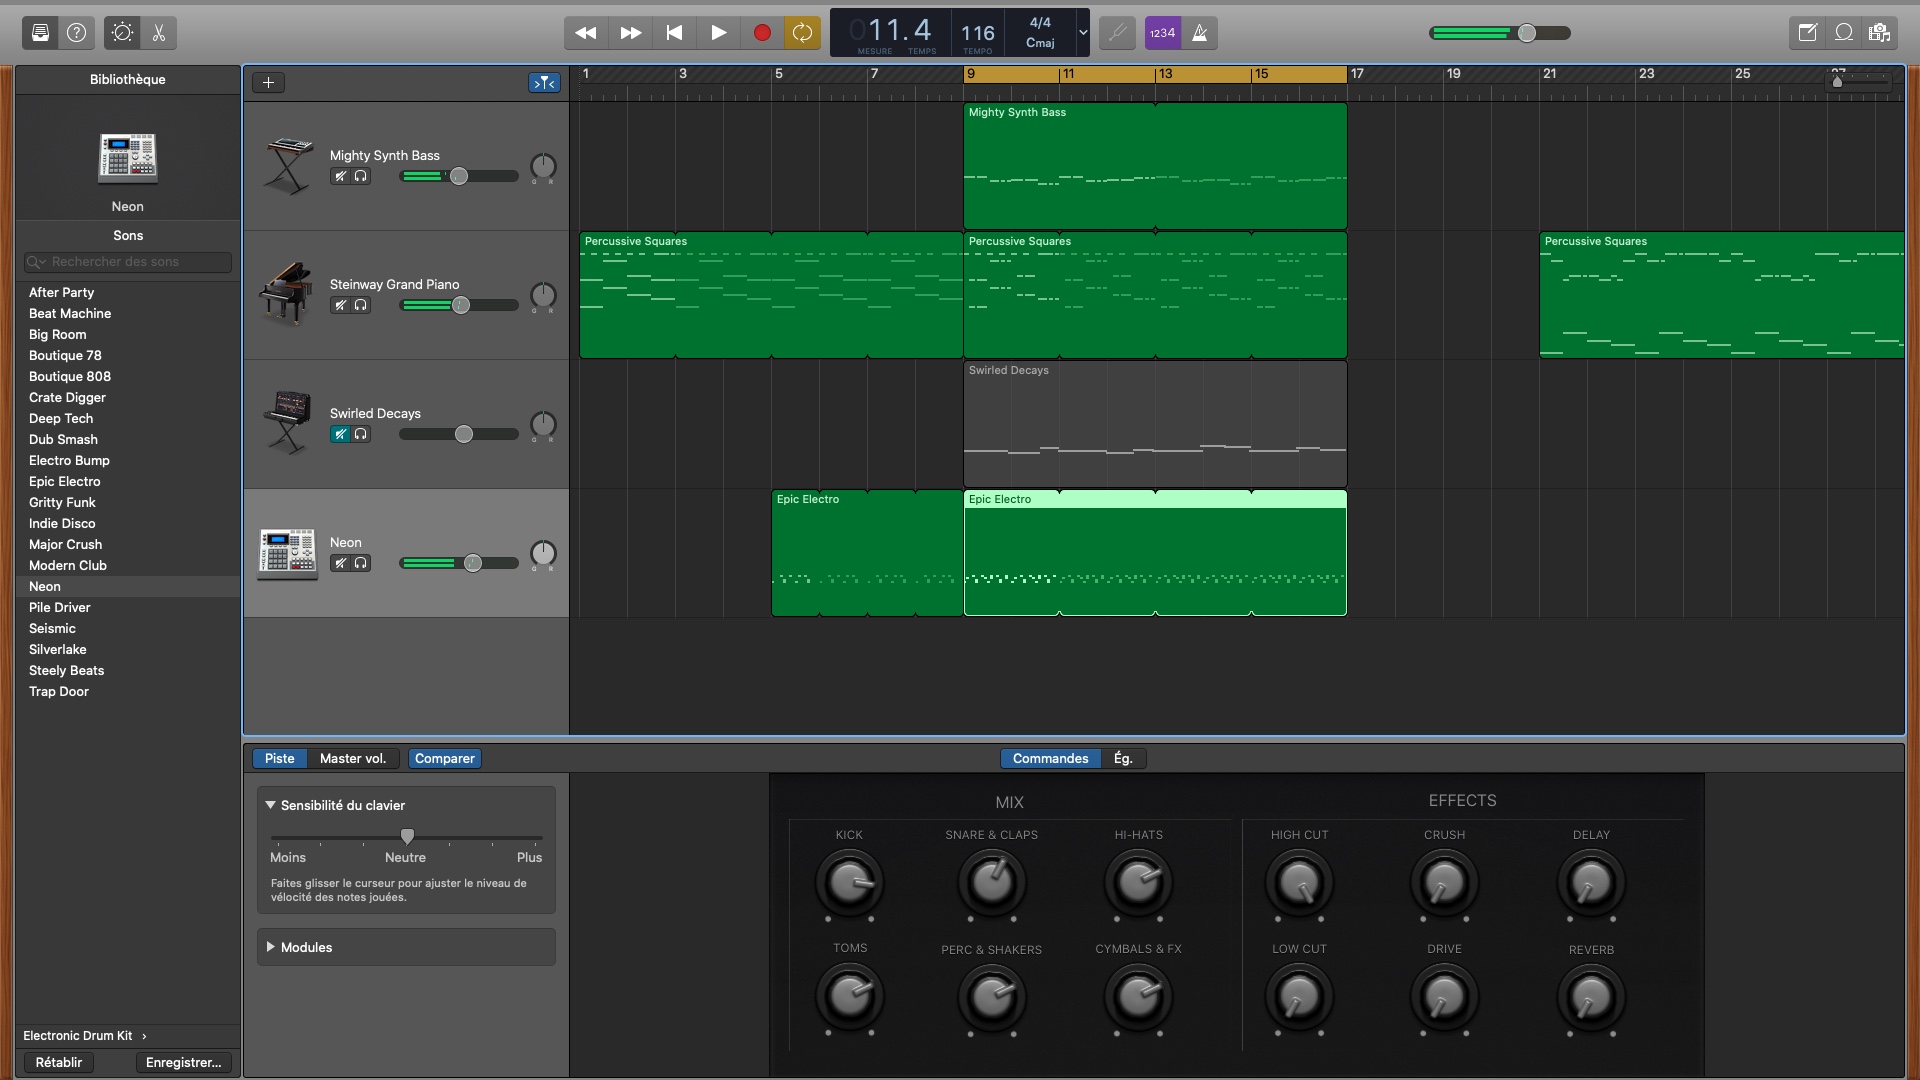 011.4
MESURE TEMPS
116
TEMPO
4/4
Cmaj
1234
Bibliothèque
Neon
Sons
Rechercher des sons
After Party
Beat Machine
Big Room
Boutique 78
Boutique 808
Crate Digger
Deep Tech
Dub Smash
Electro Bump
Epic Electro
Gritty Funk
Indie Disco
Major Crush
Modern Club
Neon
Pile Driver
Seismic
Silverlake
Steely Beats
Trap Door
Electronic Drum Kit
Rétablir Enregistrer...
1 3 5 7 9 11 13 15 17 19 21 23 25 27
Mighty Synth Bass
G R
Steinway Grand Piano
G R
Swirled Decays
G R
Neon
G R
Mighty Synth Bass
Percussive Squares Percussive Squares Percussive Squares
Swirled Decays
Epic Electro Epic Electro
Piste Master vol. Comparer
Commandes Ég.
Sensibilité du clavier
Moins Neutre Plus
Faites glisser le curseur pour ajuster le niveau de
vélocité des notes jouées.
Modules
MIX
KICK SNARE & CLAPS HI-HATS
TOMS PERC & SHAKERS CYMBALS & FX
EFFECTS
HIGH CUT CRUSH DELAY
LOW CUT DRIVE REVERB